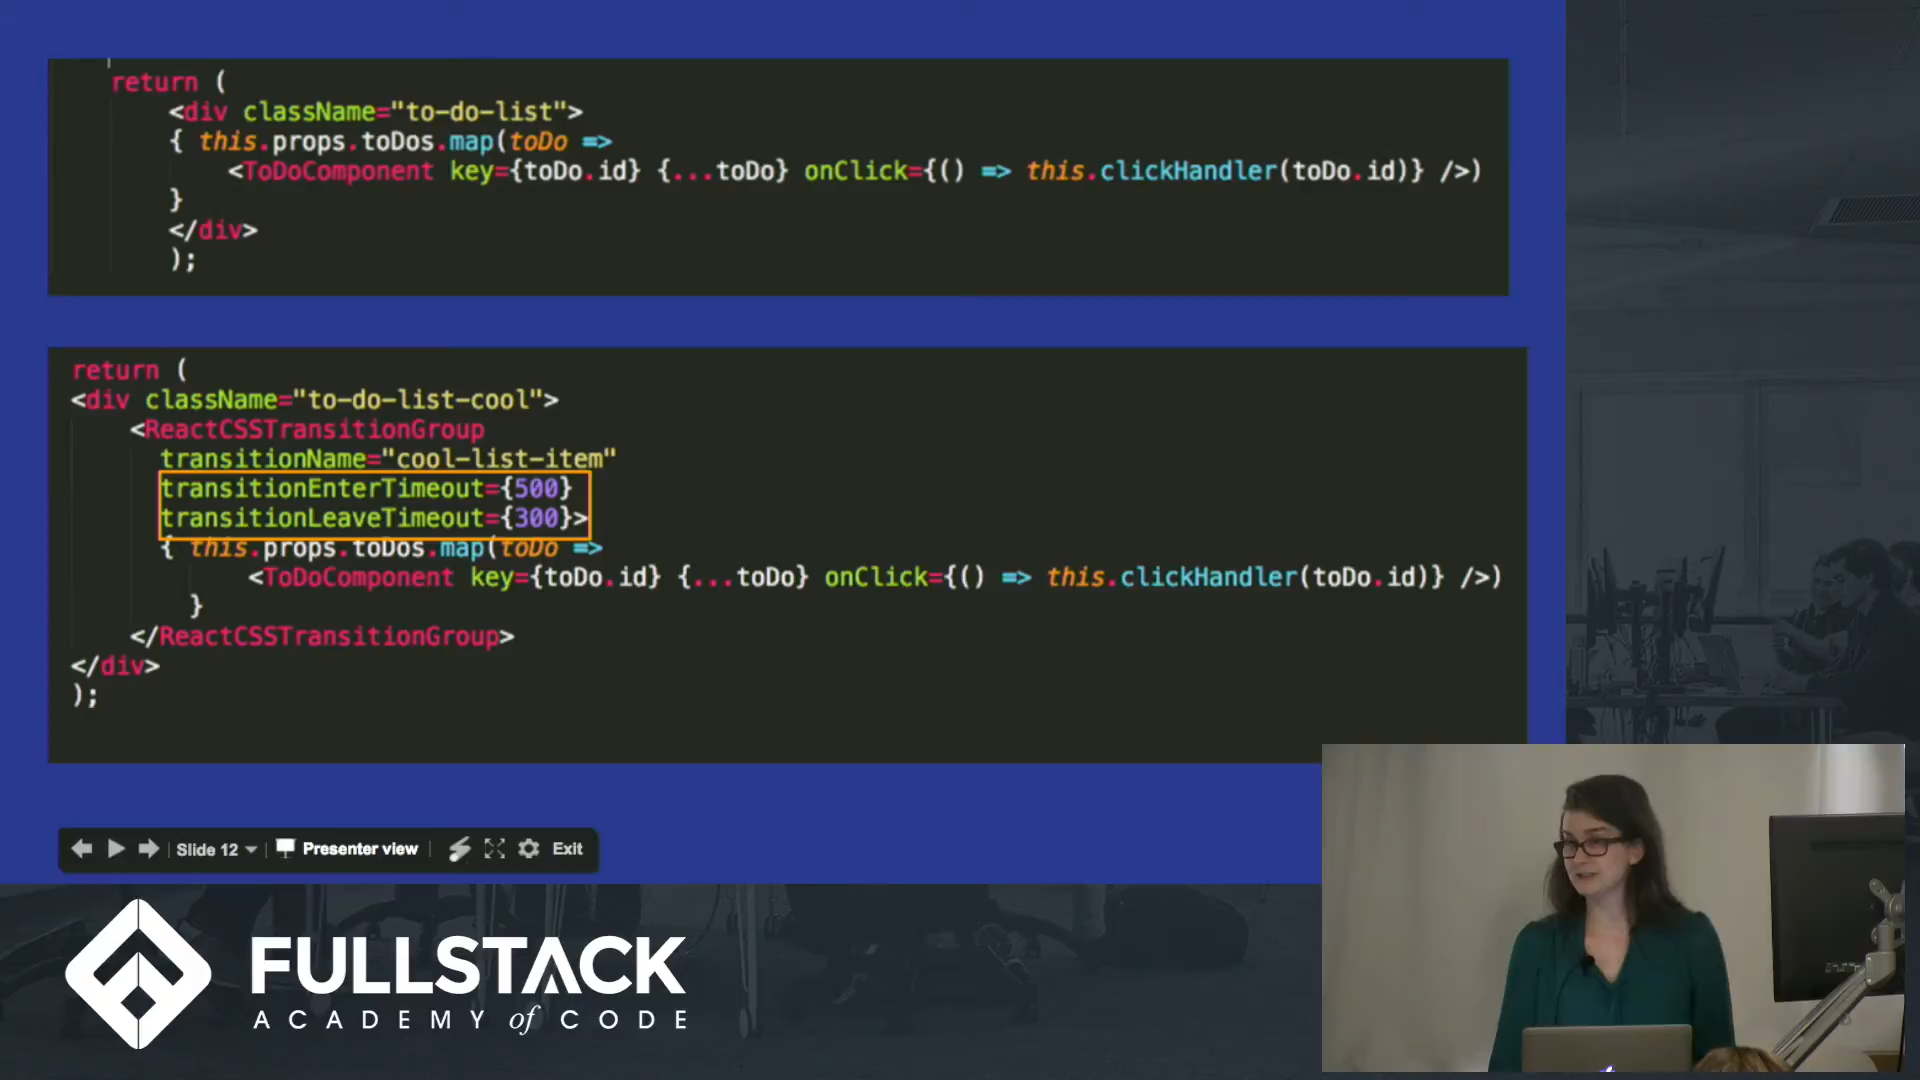 return (
<div className="to-do-list">
{ this.props.toDos.map(toDo =>
<ToDoComponent key={toDo.id} {...toDo} onClick={() => this.clickHandler(toDo.id)} />)
}
</div>
);
return (
<div className="to-do-list-cool">
<ReactCSSTransitionGroup
transitionName="cool-list-item"
transitionEnterTimeout={500}
transitionLeaveTimeout={300}>
{ this.props.toDos.map(toDo =>
<ToDoComponent key={toDo.id} {...toDo} onClick={() => this.clickHandler(toDo.id)} />)
}
</ReactCSSTransitionGroup>
</div>
);
Slide 12 Presenter view Exit
FULLSTACK
ACADEMY of CODE